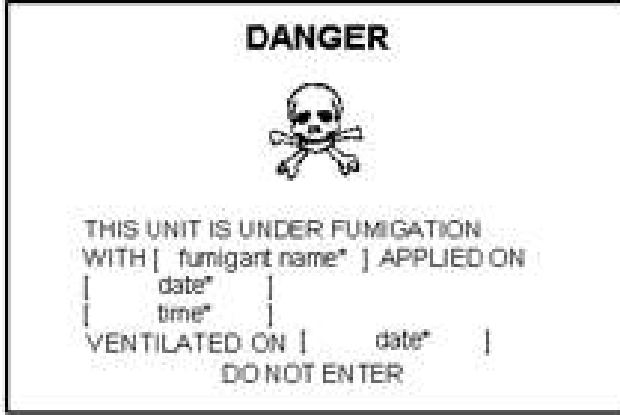 DANGER
THIS UNIT IS UNDER FUMIGATION
WITH [ fumigant name* ] APPLIED ON
[ date* ]
[ time* ]
VENTILATED ON [ date* ]
DO NOT ENTER